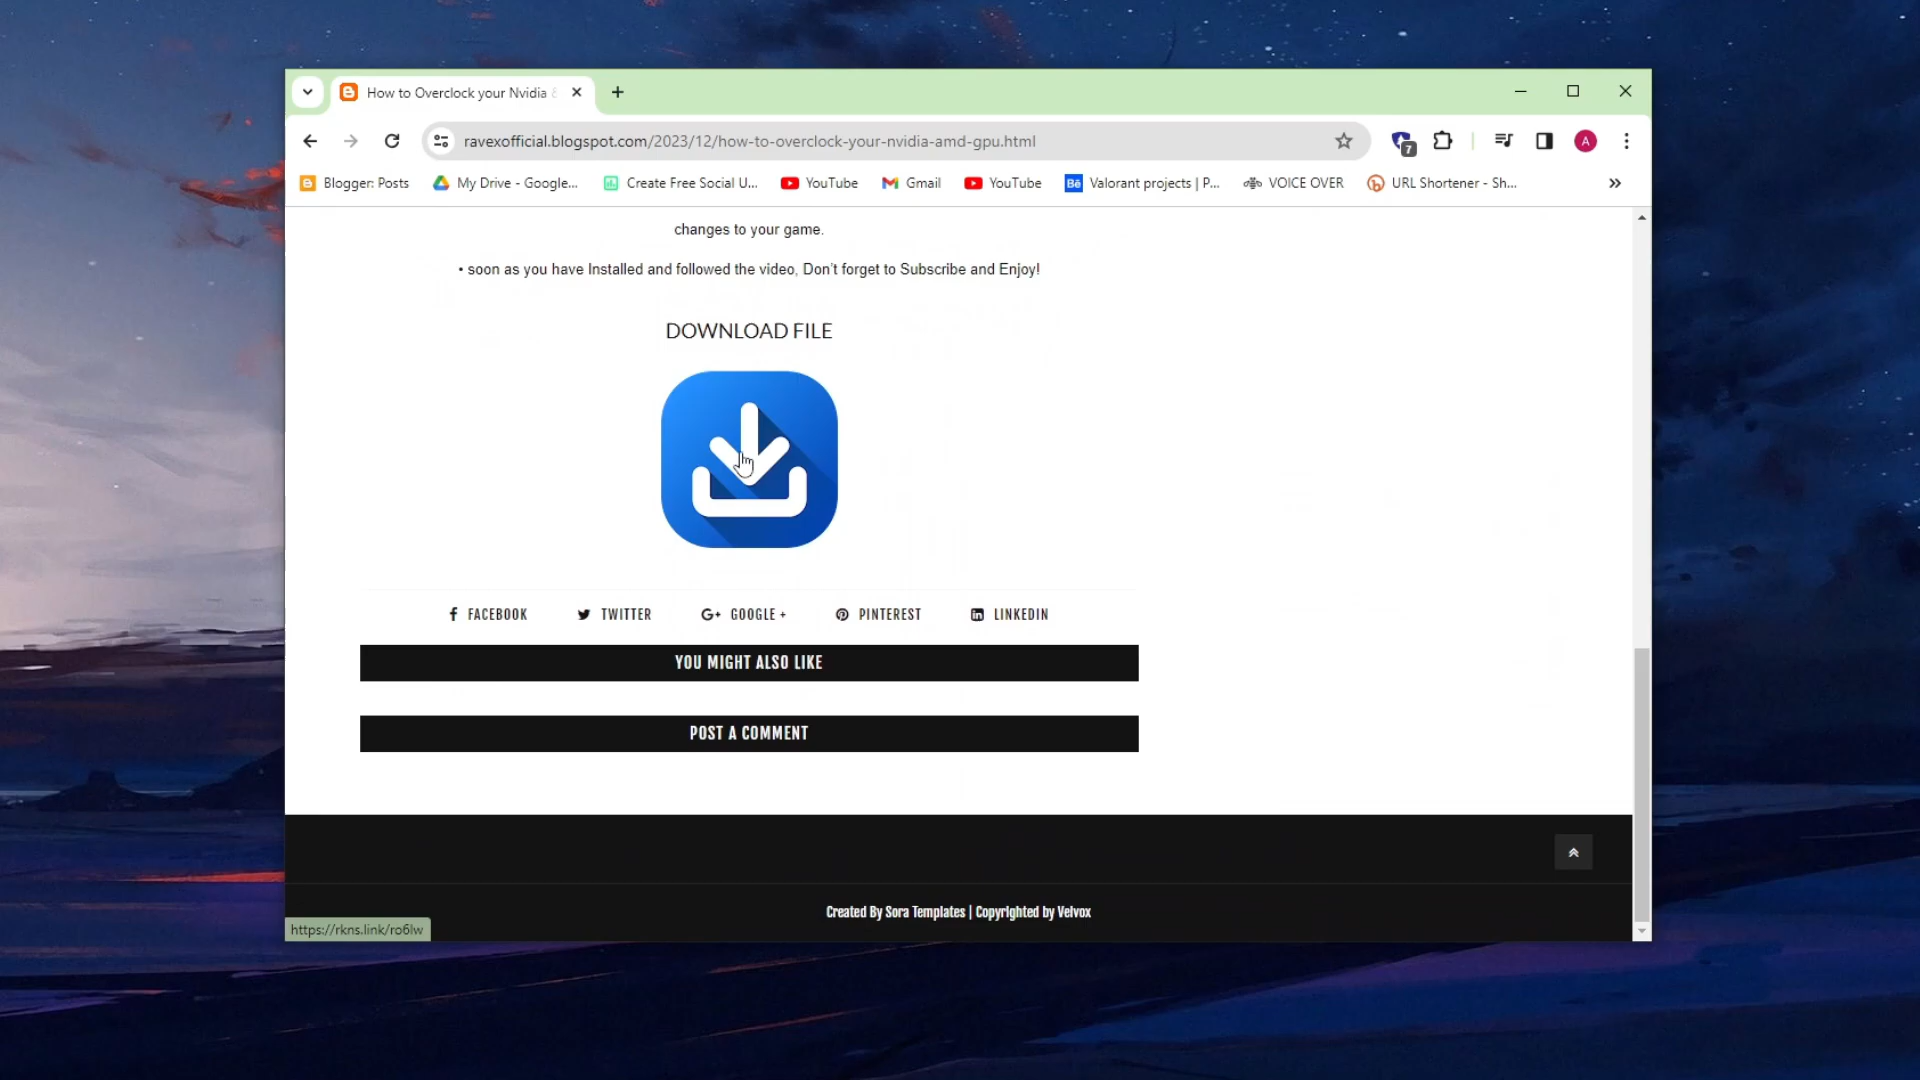 How to Overclock your Nvidia &
ravexofficial.blogspot.com/2023/12/how-to-overclock-your-nvidia-amd-gpu.html
7
A
Blogger: Posts
My Drive - Google...
Create Free Social U...
YouTube
Gmail
YouTube
Bē
Valorant projects | P...
VOICE OVER
URL Shortener - Sh...
changes to your game.
• soon as you have Installed and followed the video, Don't forget to Subscribe and Enjoy!
DOWNLOAD FILE
FACEBOOK
TWITTER
G+ GOOGLE +
PINTEREST
LINKEDIN
YOU MIGHT ALSO LIKE
POST A COMMENT
Created By Sora Templates | Copyrighted by Velvox
https://rkns.link/ro6lw